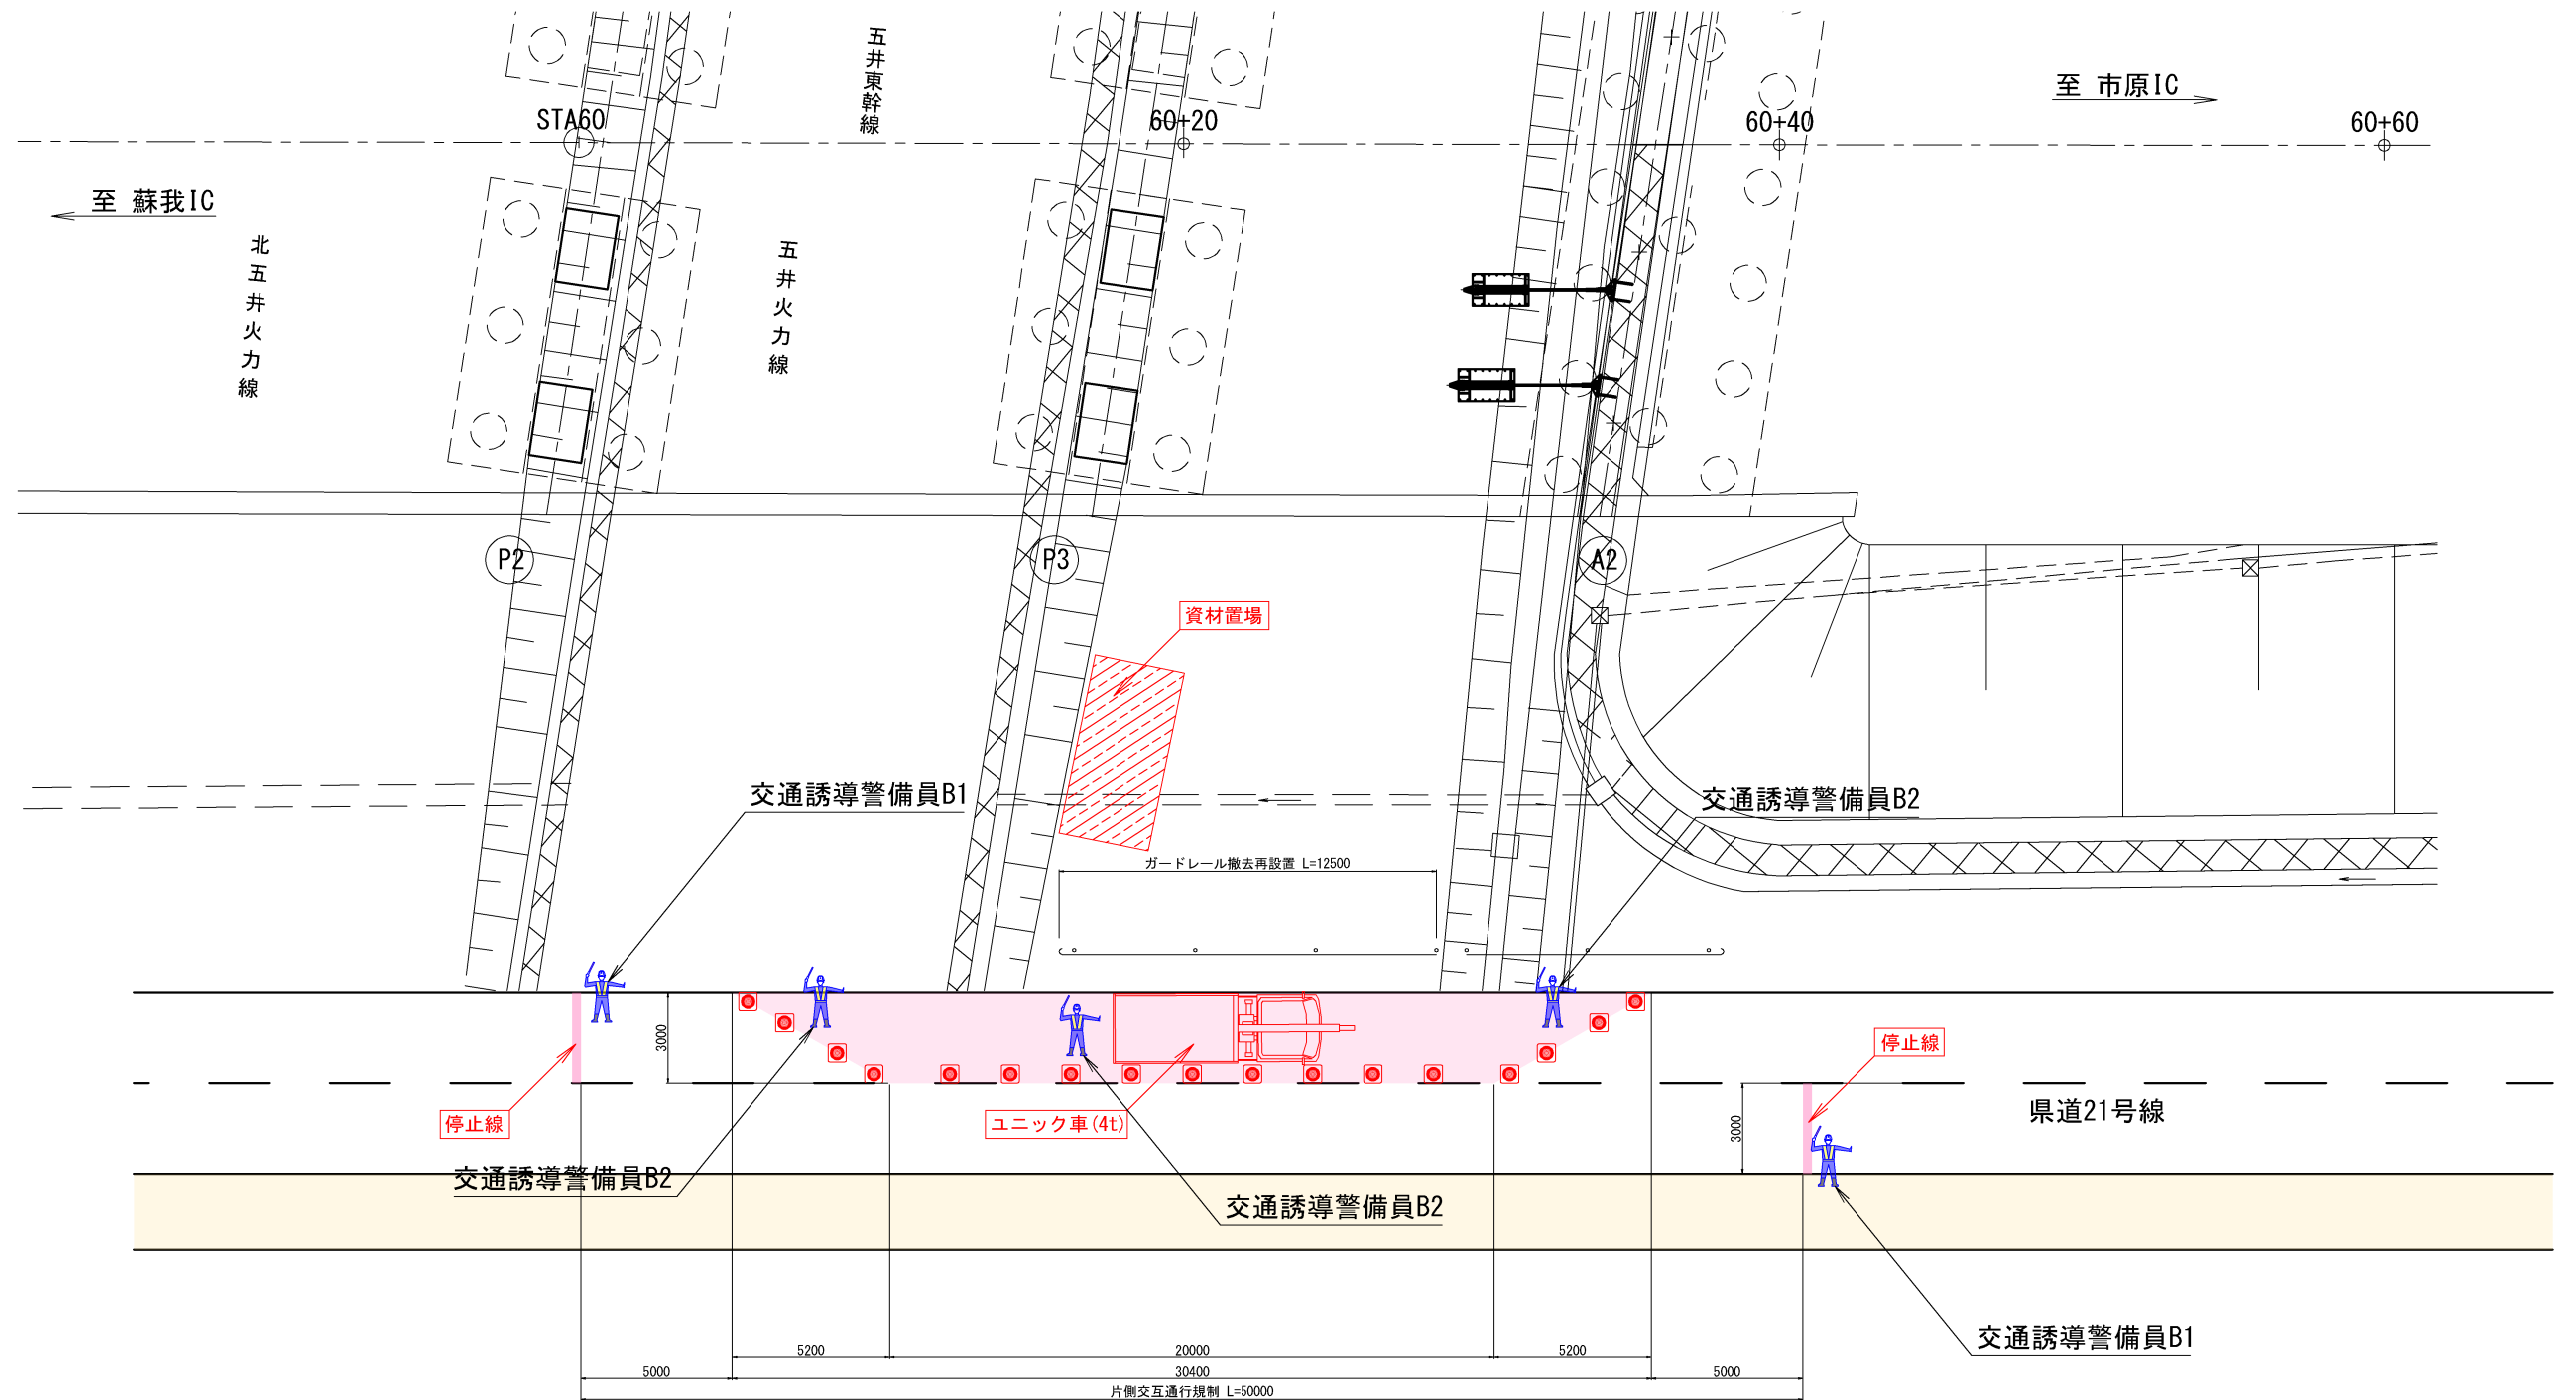 五井東幹線
至 市原IC
STA60
60+20
60+40
60+60
至 蘇我IC
北五井火力線
五井火力線
P2
P3
A2
資材置場
交通誘導警備員B1
交通誘導警備員B2
ガードレール撤去再設置 L=12500
3000
停止線
停止線
ユニック車(4t)
3000
県道21号線
交通誘導警備員B2
交通誘導警備員B2
交通誘導警備員B1
5200
20000
5200
5000
30400
5000
片側交互通行規制 L=50000